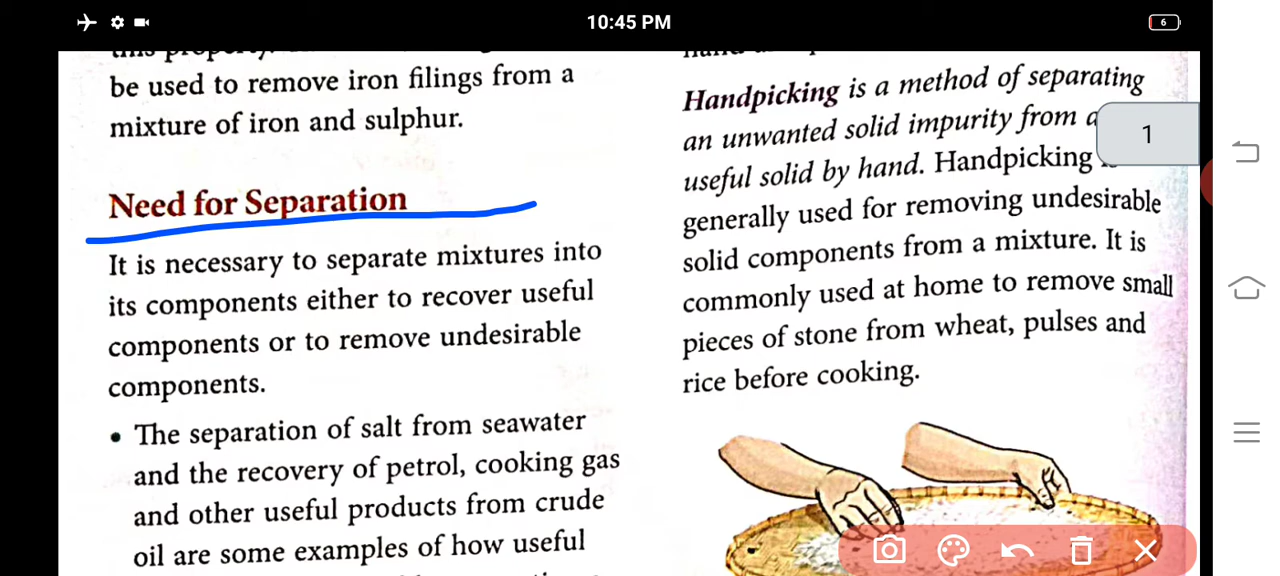 10:45 PM
6
this property.
be used to remove iron filings from a
mixture of iron and sulphur.
Need for Separation
It is necessary to separate mixtures into
its components either to recover useful
components or to remove undesirable
components.
• The separation of salt from seawater
and the recovery of petrol, cooking gas
and other useful products from crude
oil are some examples of how useful
Handpicking is a method of separating
an unwanted solid impurity from a
useful solid by hand. Handpicking
generally used for removing undesirable
solid components from a mixture. It is
commonly used at home to remove small
pieces of stone from wheat, pulses and
rice before cooking.
1